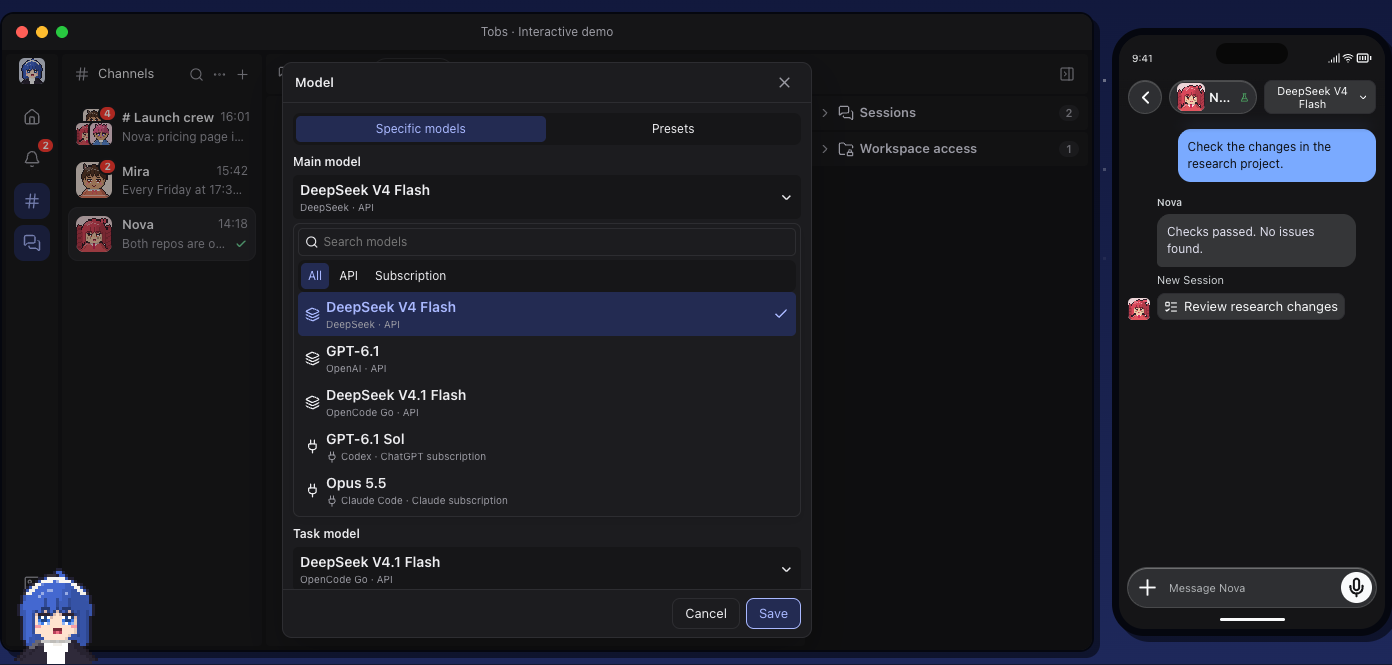 Tobs · Interactive demo
# Channels
4
# Launch crew 16:01
Nova: pricing page i...
2
2
Mira 15:42
Every Friday at 17:3...
Nova 14:18
Both repos are o...
Model
Specific models
Presets
Main model
DeepSeek V4 Flash
DeepSeek · API
Search models
All API Subscription
DeepSeek V4 Flash
DeepSeek · API
GPT-6.1
OpenAI · API
DeepSeek V4.1 Flash
OpenCode Go · API
GPT-6.1 Sol
Codex · ChatGPT subscription
Opus 5.5
Claude Code · Claude subscription
Task model
DeepSeek V4.1 Flash
OpenCode Go · API
Cancel
Save
Sessions 2
Workspace access 1
9:41
N...
DeepSeek V4
Flash
Check the changes in the
research project.
Nova
Checks passed. No issues
found.
New Session
Review research changes
Message Nova